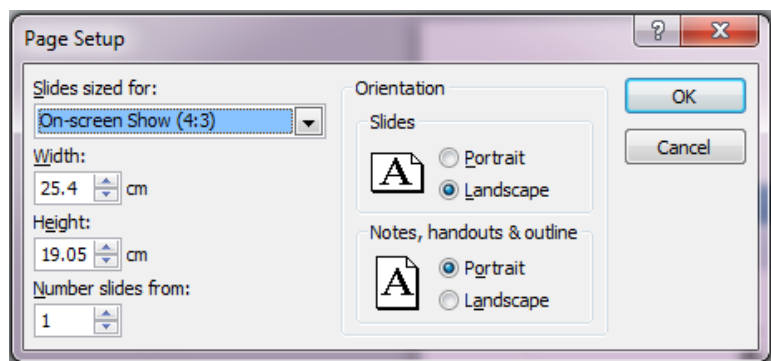 Page Setup
Slides sized for:
On-screen Show (4:3)
Width:
25.4 cm
Height:
19.05 cm
Number slides from:
1
Orientation
Slides
A
Portrait
Landscape
Notes, handouts & outline
A
Portrait
Landscape
?
X
OK
Cancel